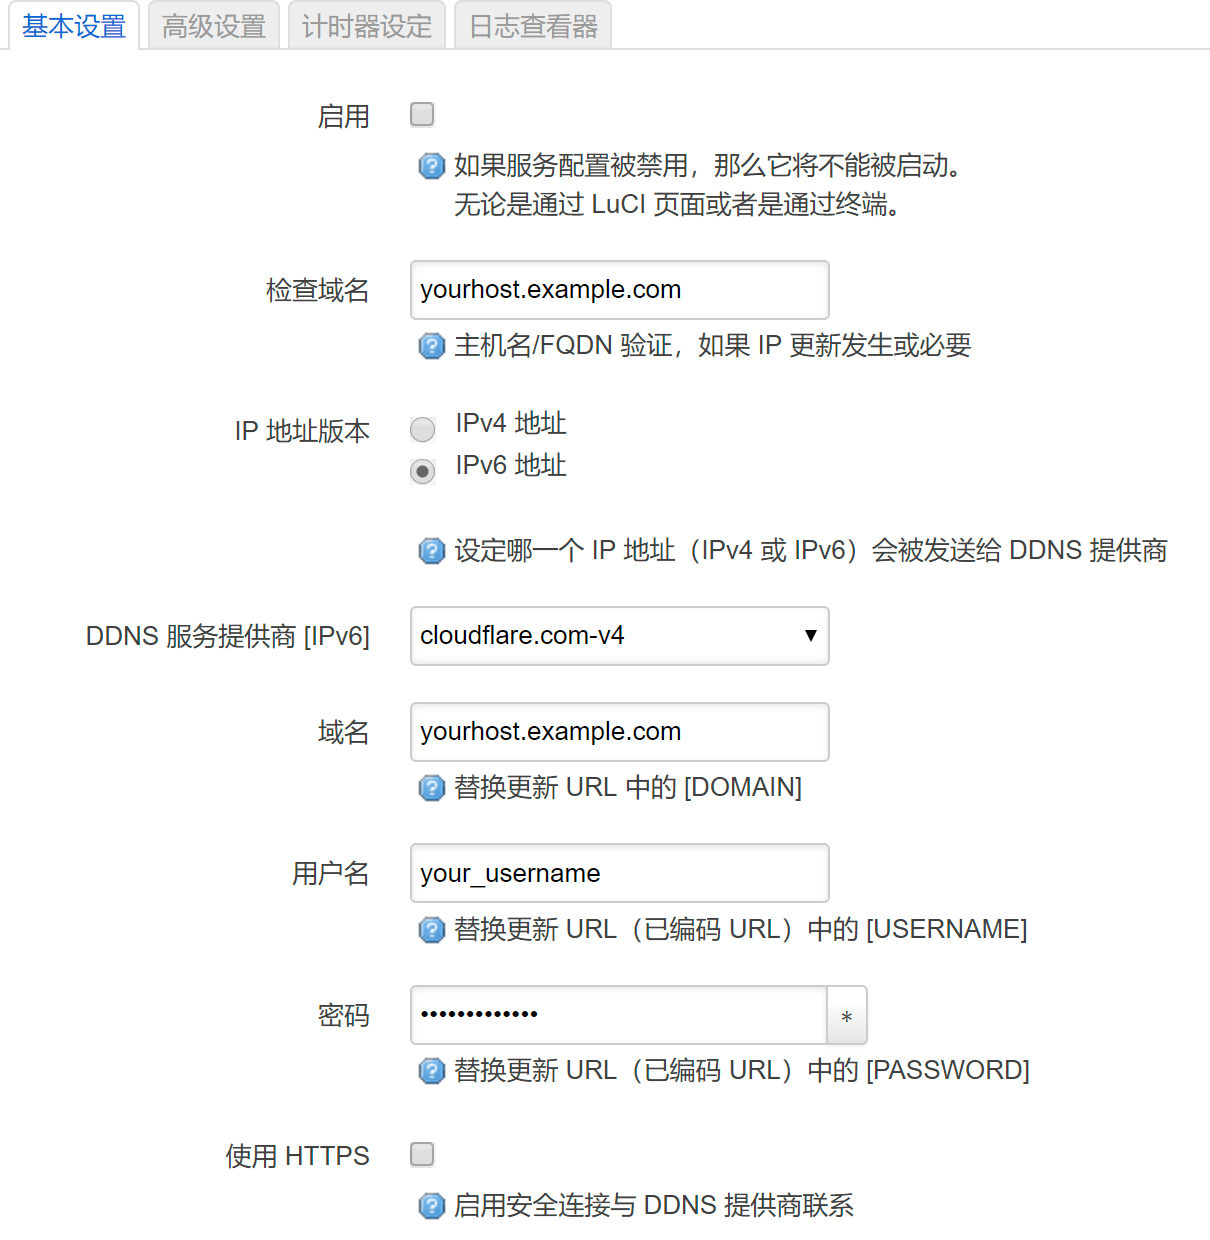 基本设置 高级设置 计时器设定 日志查看器
启用
如果服务配置被禁用，那么它将不能被启动。
无论是通过 LuCI 页面或者是通过终端。
检查域名 yourhost.example.com
主机名/FQDN 验证，如果 IP 更新发生或必要
IP 地址版本 IPv4 地址
IPv6 地址
设定哪一个 IP 地址（IPv4 或 IPv6）会被发送给 DDNS 提供商
DDNS 服务提供商 [IPv6] cloudflare.com-v4
域名 yourhost.example.com
替换更新 URL 中的 [DOMAIN]
用户名 your_username
替换更新 URL（已编码 URL）中的 [USERNAME]
密码 ••••••••••••• *
替换更新 URL（已编码 URL）中的 [PASSWORD]
使用 HTTPS
启用安全连接与 DDNS 提供商联系